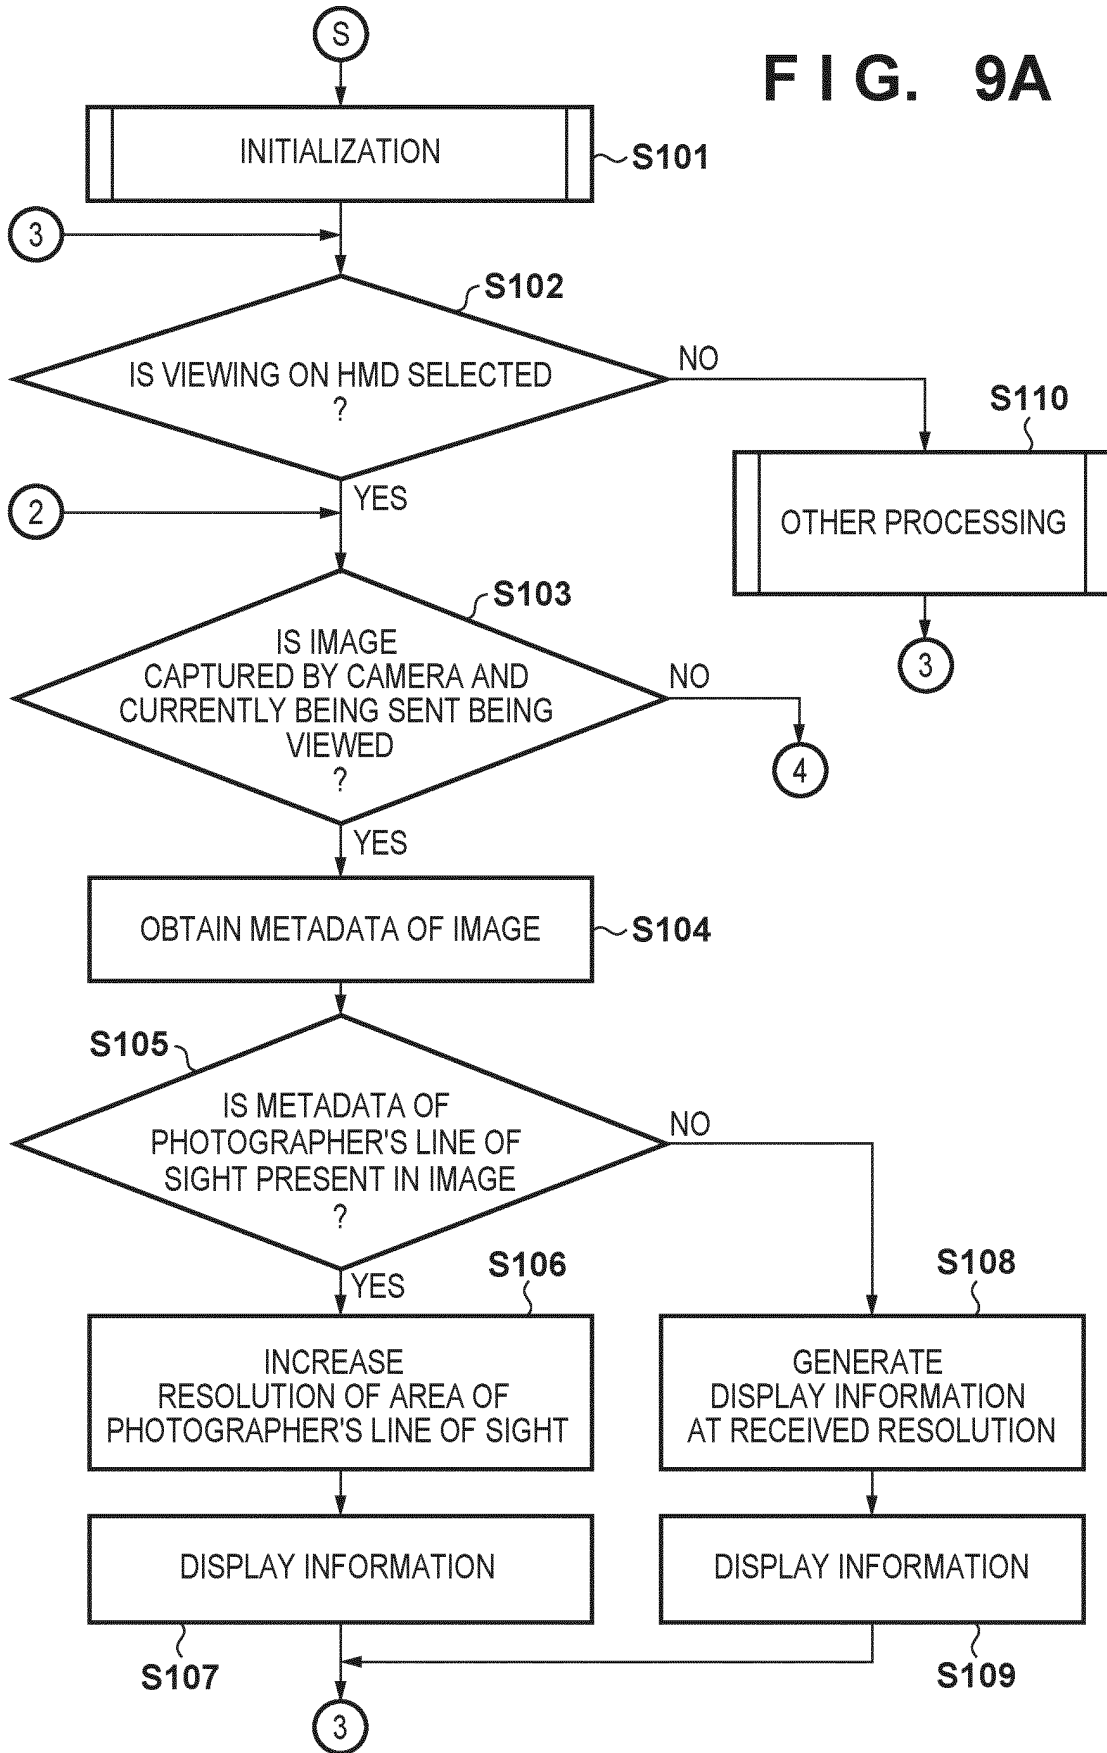 S
F I G. 9A
INITIALIZATION
S101
3
S102
IS VIEWING ON HMD SELECTED
?
NO
S110
YES
2
OTHER PROCESSING
S103
IS IMAGE
CAPTURED BY CAMERA AND
CURRENTLY BEING SENT BEING
VIEWED
?
NO
3
4
YES
OBTAIN METADATA OF IMAGE
S104
S105
IS METADATA OF
PHOTOGRAPHER'S LINE OF
SIGHT PRESENT IN IMAGE
?
NO
YES
S106
S108
INCREASE
RESOLUTION OF AREA OF
PHOTOGRAPHER'S LINE OF SIGHT
GENERATE
DISPLAY INFORMATION
AT RECEIVED RESOLUTION
DISPLAY INFORMATION
DISPLAY INFORMATION
S107
S109
3